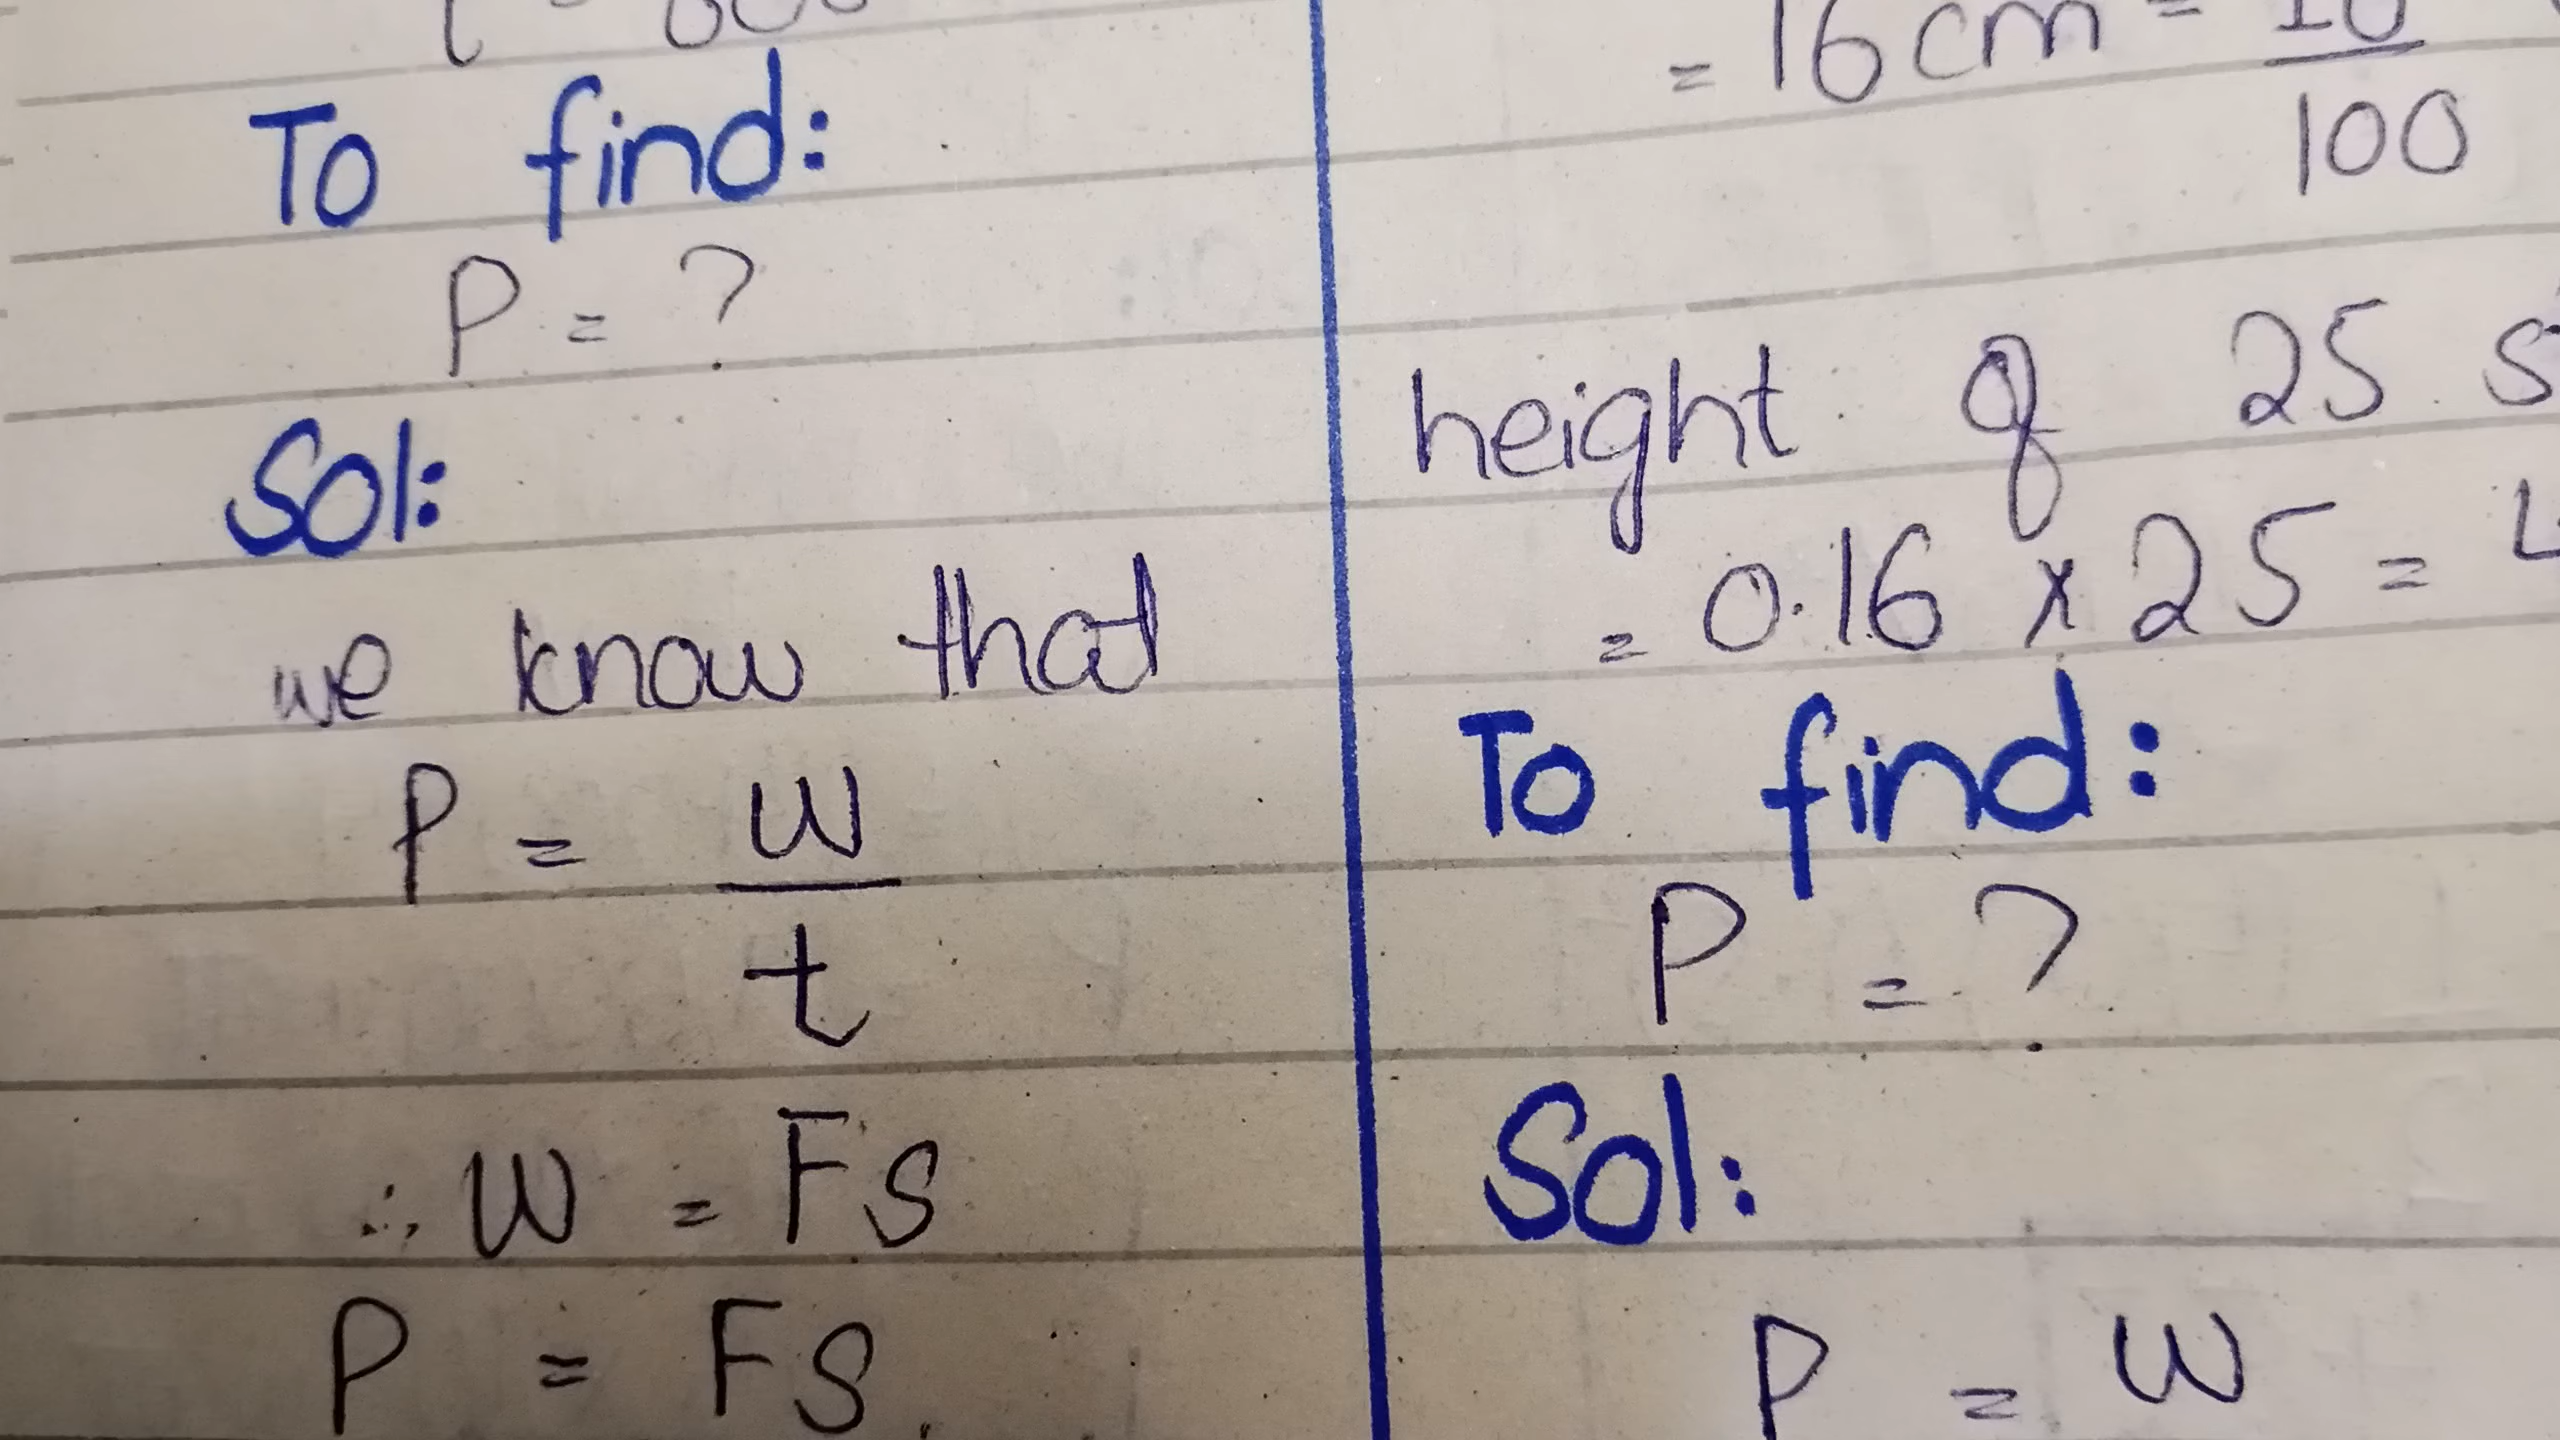 To find:
P = ?
Sol:
we know that
P = W
t
∴ W = FS
P = FS
= 16 cm =
100
height of 25
= 0.16 × 25 =
To find:
P = ?
Sol:
P = W